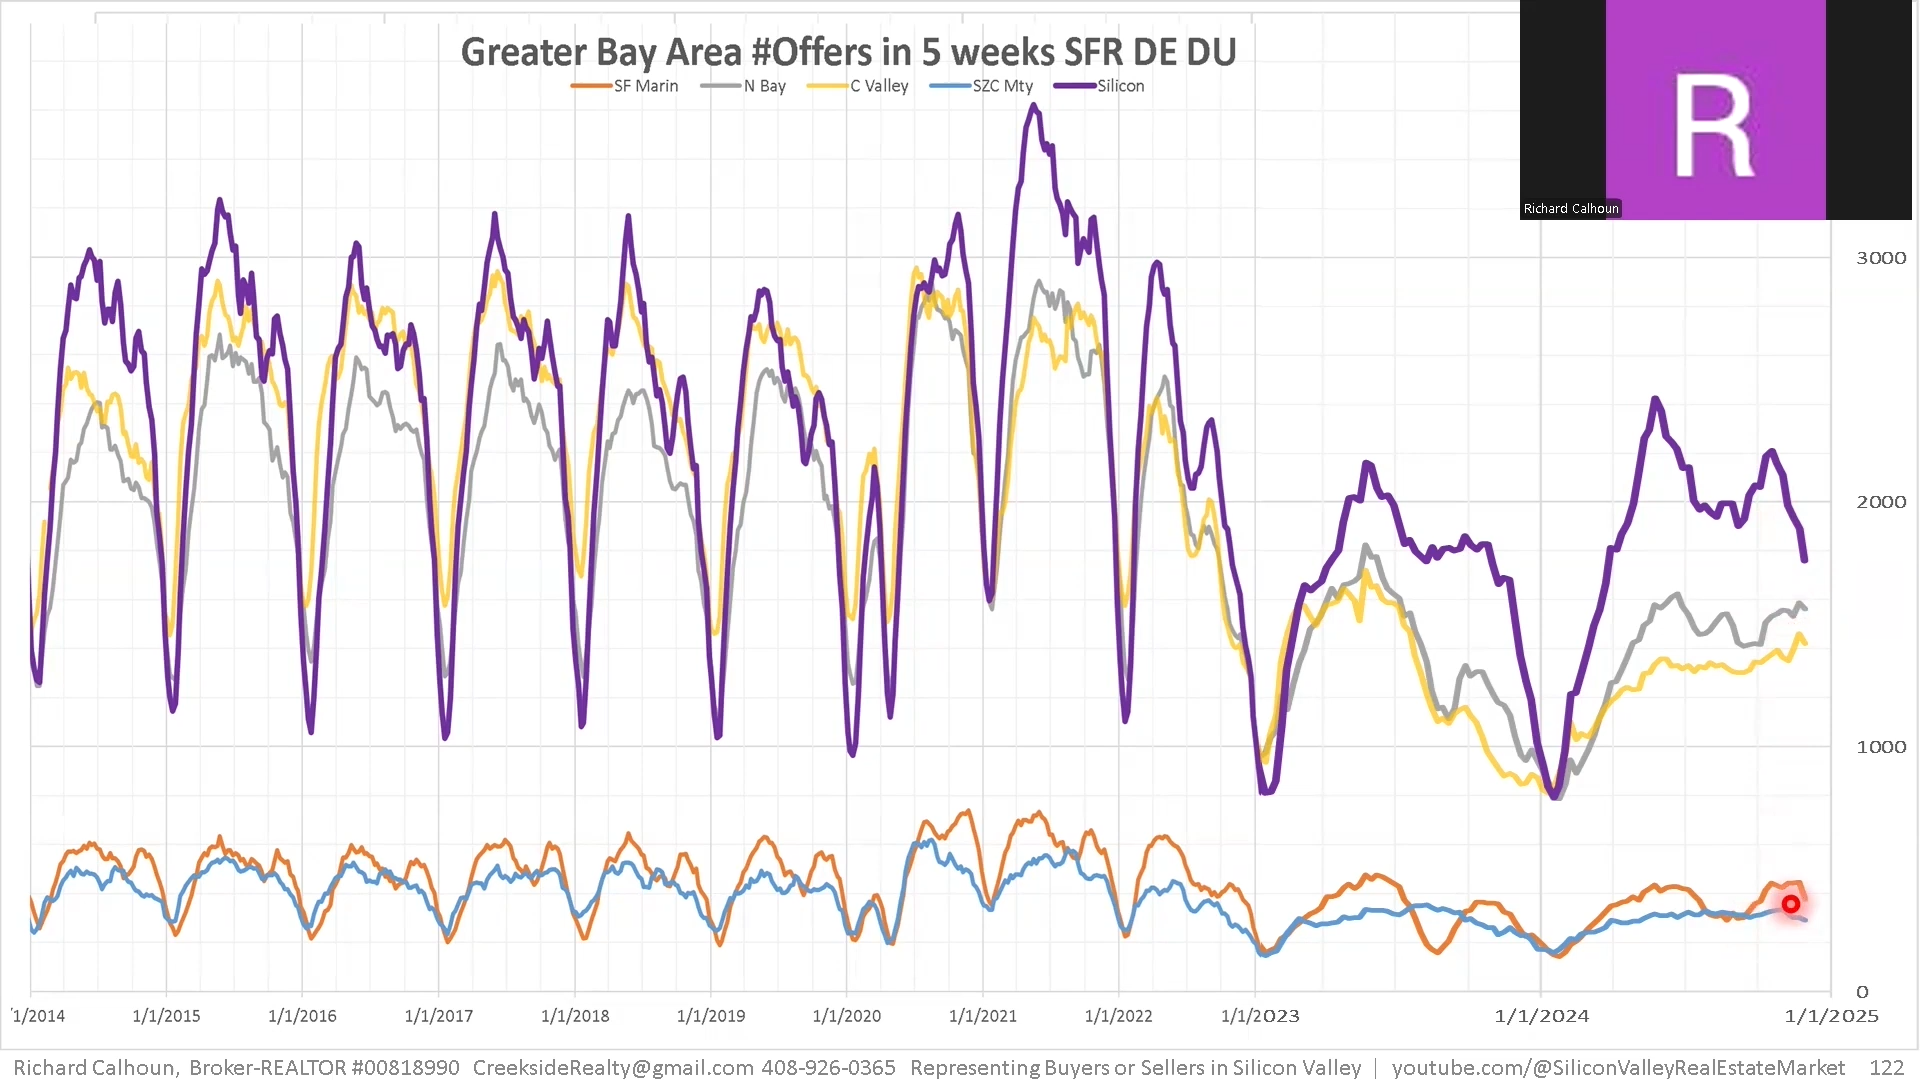 Greater Bay Area #Offers in 5 weeks SFR DE DU
SF Marin N Bay C Valley SZC Mty Silicon
R
Richard Calhoun
3000
2000
1000
0
1/1/2014 1/1/2015 1/1/2016 1/1/2017 1/1/2018 1/1/2019 1/1/2020 1/1/2021 1/1/2022 1/1/2023 1/1/2024 1/1/2025
Richard Calhoun, Broker-REALTOR #00818990 CreeksideRealty@gmail.com 408-926-0365 Representing Buyers or Sellers in Silicon Valley | youtube.com/@SiliconValleyRealEstateMarket 122